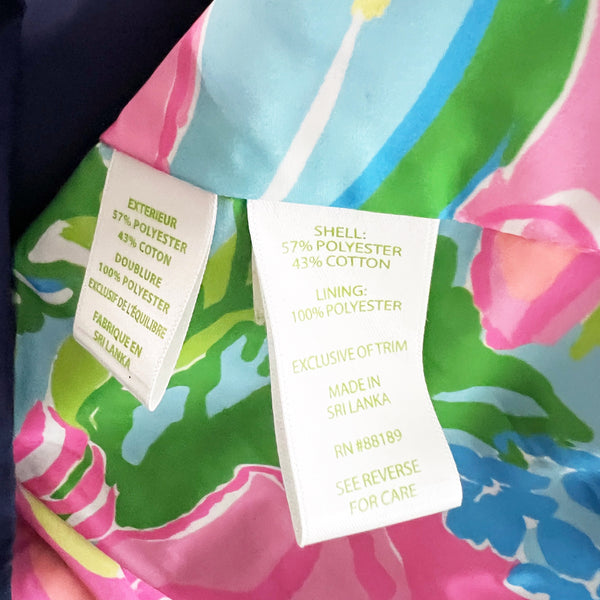 EXTERIEUR
57% POLYESTER
43% COTON
DOUBLURE
100% POLYESTER
EXCLUSIF DE L'ÉQUILIBRE
FABRIQUE EN
SRI LANKA
SHELL:
57% POLYESTER
43% COTTON
LINING:
100% POLYESTER
EXCLUSIVE OF TRIM
MADE IN
SRI LANKA
RN #88189
SEE REVERSE
FOR CARE